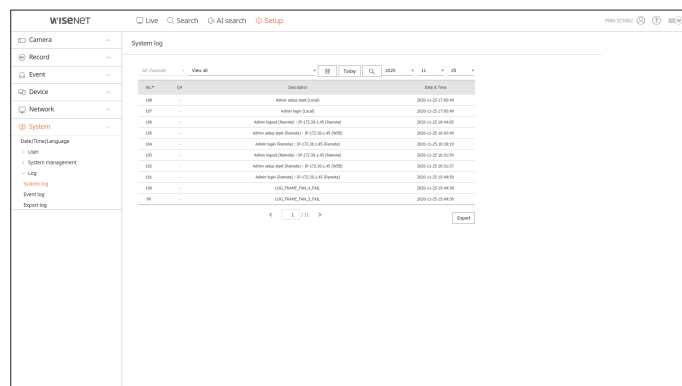 WISENET
Live Search AI search Setup
Camera
Record
Event
Device
Network
System
Date/Time/Language
User
System management
Log
System log
Event log
Export log
System log
All channels View all Today 2020 11 25
No. CH Description Date & Time
108 - Admin setup start (Local) 2020-11-25 17:05:49
107 - Admin login (Local) 2020-11-25 17:05:49
106 - Admin logout (Remote) : IP-172.30.1.45 (Remote) 2020-11-25 16:44:05
105 - Admin setup start (Remote) : IP-172.30.1.45 (WEB) 2020-11-25 16:43:49
104 - Admin login (Remote) : IP-172.30.1.45 (Remote) 2020-11-25 16:39:19
103 - Admin logout (Remote) : IP-172.30.1.45 (Remote) 2020-11-25 16:31:54
102 - Admin setup start (Remote) : IP-172.30.1.45 (WEB) 2020-11-25 16:31:37
101 - Admin login (Remote) : IP-172.30.1.45 (Remote) 2020-11-25 15:49:50
100 - LOG_FRAME_FAN_4_FAIL 2020-11-25 15:49:38
99 - LOG_FRAME_FAN_3_FAIL 2020-11-25 15:49:38
< 1 / 11 >
Export